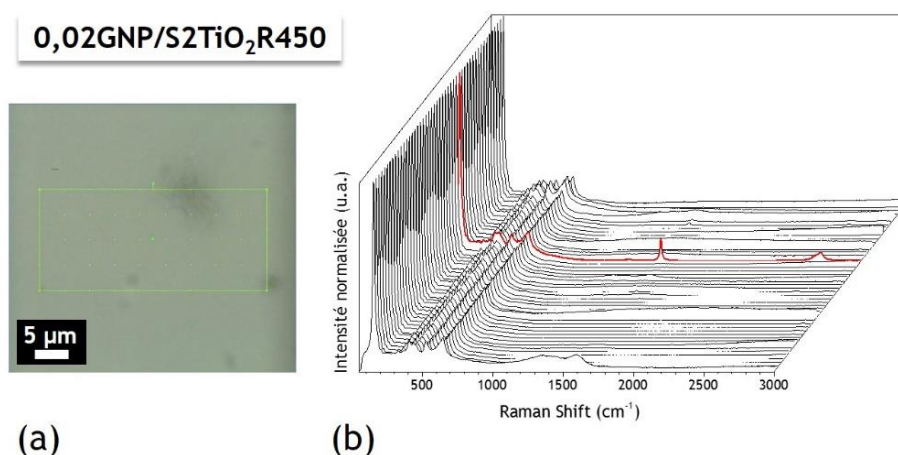 0,02GNP/S2TiO₂R450
5 µm
(a)
Intensité normalisée (u.a.)
500 1000 1500 2000 2500 3000
Raman Shift (cm⁻¹)
(b)